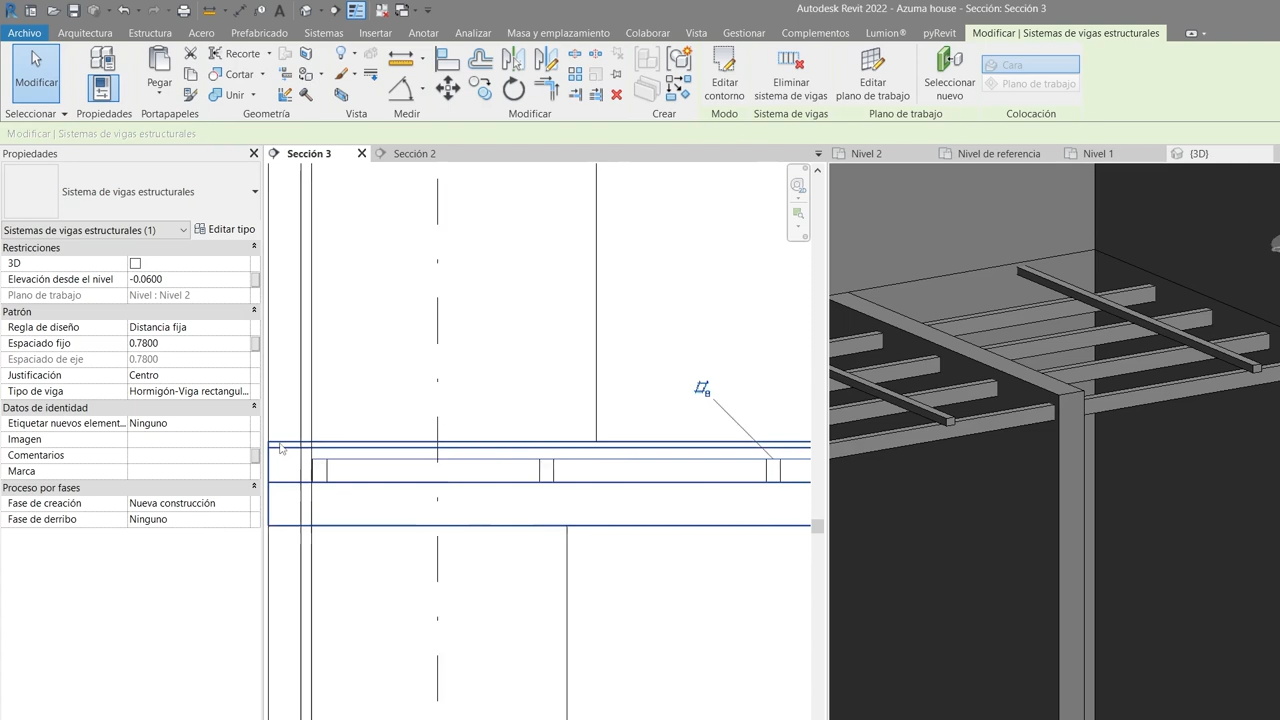 Autodesk Revit 2022 - Azuma house - Sección: Sección 3
Archivo Arquitectura Estructura Acero Prefabricado Sistemas Insertar Anotar Analizar Masa y emplazamiento Colaborar Vista Gestionar Complementos Lumion® pyRevit Modificar | Sistemas de vigas estructurales
Modificar
Pegar
Recorte
Cortar
Unir
Editar contorno
Eliminar sistema de vigas
Editar plano de trabajo
Seleccionar nuevo
Cara
Plano de trabajo
Seleccionar Propiedades Portapapeles Geometría Vista Medir Modificar Crear Modo Sistema de vigas Plano de trabajo Colocación
Modificar | Sistemas de vigas estructurales
Propiedades
Sección 3
Sección 2
Nivel 2
Nivel de referencia
Nivel 1
{3D}
Sistema de vigas estructurales
Sistemas de vigas estructurales (1) Editar tipo
Restricciones
3D
Elevación desde el nivel -0.0600
Plano de trabajo Nivel : Nivel 2
Patrón
Regla de diseño Distancia fija
Espaciado fijo 0.7800
Espaciado de eje 0.7800
Justificación Centro
Tipo de viga Hormigón-Viga rectangul...
Datos de identidad
Etiquetar nuevos element... Ninguno
Imagen
Comentarios
Marca
Proceso por fases
Fase de creación Nueva construcción
Fase de derribo Ninguno